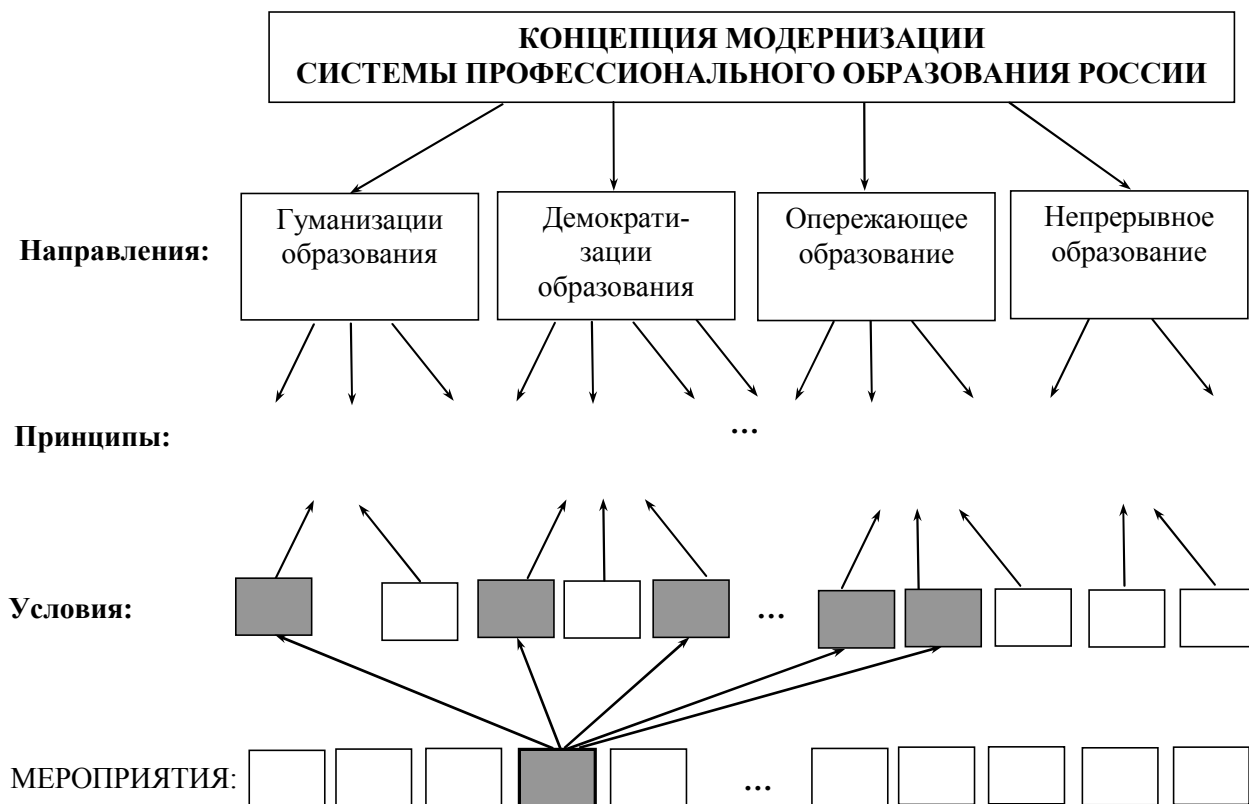 КОНЦЕПЦИЯ МОДЕРНИЗАЦИИ
СИСТЕМЫ ПРОФЕССИОНАЛЬНОГО ОБРАЗОВАНИЯ РОССИИ
Направления:
Гуманизации
образования
Демократи-
зации
образования
Опережающее
образование
Непрерывное
образование
Принципы:
...
Условия:
...
МЕРОПРИЯТИЯ:
...